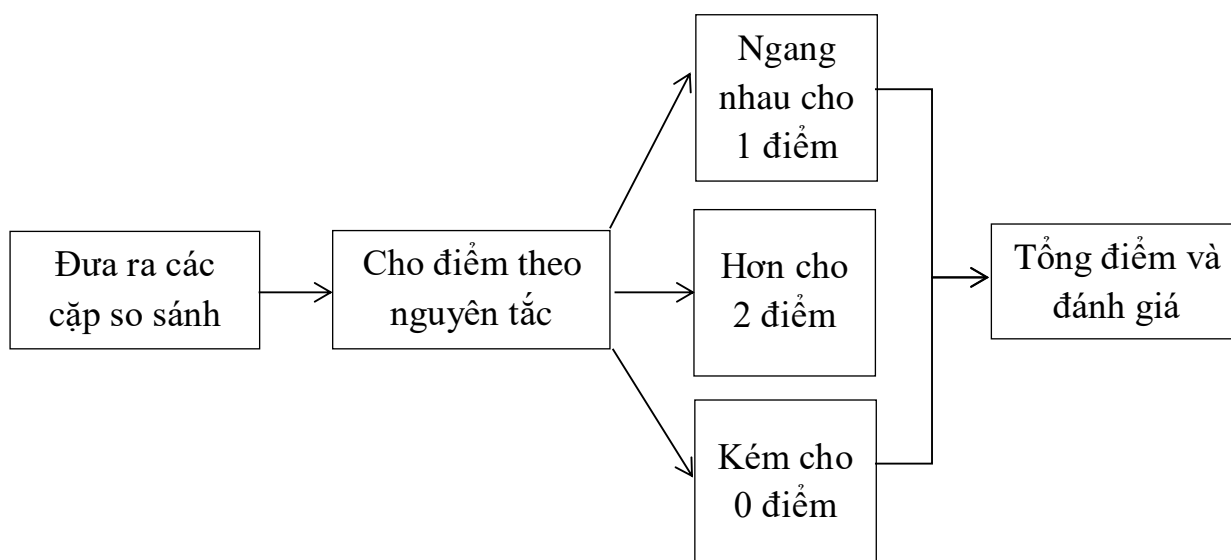 Đưa ra các
cặp so sánh
Cho điểm theo
nguyên tắc
Ngang
nhau cho
1 điểm
Hơn cho
2 điểm
Kém cho
0 điểm
Tổng điểm và
đánh giá